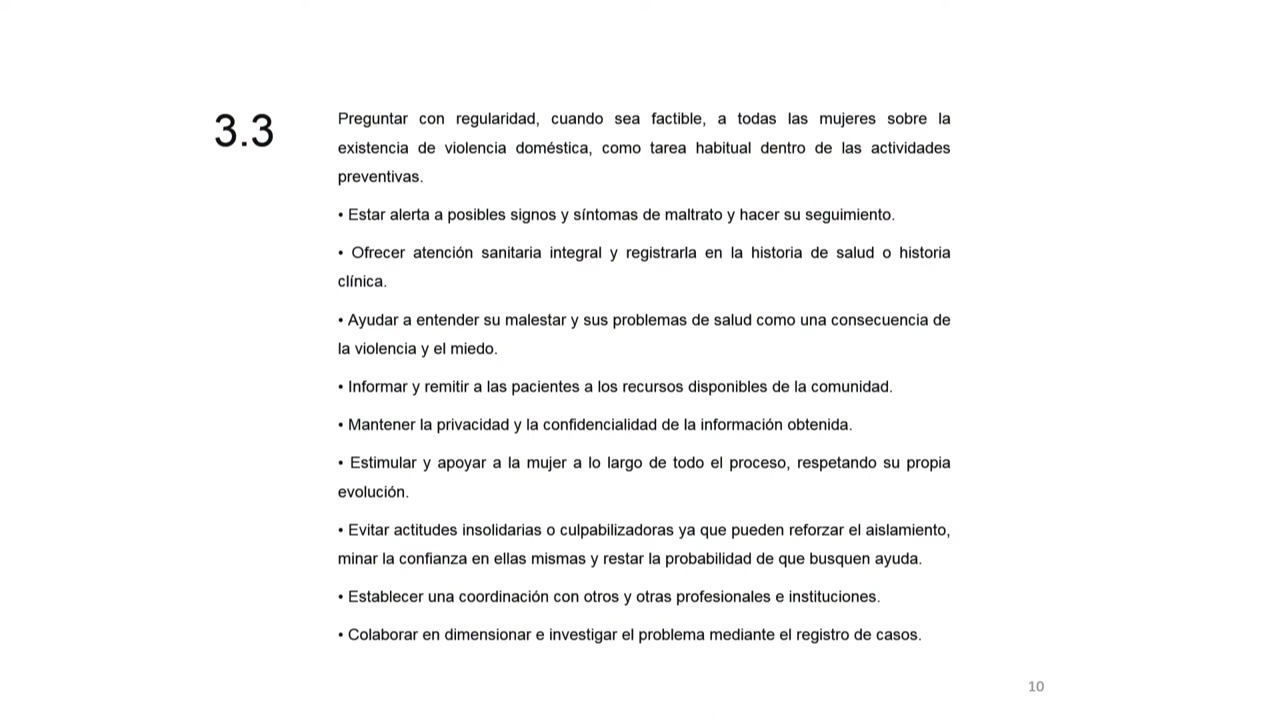 3.3
Preguntar con regularidad, cuando sea factible, a todas las mujeres sobre la
existencia de violencia doméstica, como tarea habitual dentro de las actividades
preventivas.
• Estar alerta a posibles signos y síntomas de maltrato y hacer su seguimiento.
• Ofrecer atención sanitaria integral y registrarla en la historia de salud o historia
clínica.
• Ayudar a entender su malestar y sus problemas de salud como una consecuencia de
la violencia y el miedo.
• Informar y remitir a las pacientes a los recursos disponibles de la comunidad.
• Mantener la privacidad y la confidencialidad de la información obtenida.
• Estimular y apoyar a la mujer a lo largo de todo el proceso, respetando su propia
evolución.
• Evitar actitudes insolidarias o culpabilizadoras ya que pueden reforzar el aislamiento,
minar la confianza en ellas mismas y restar la probabilidad de que busquen ayuda.
• Establecer una coordinación con otros y otras profesionales e instituciones.
• Colaborar en dimensionar e investigar el problema mediante el registro de casos.
10